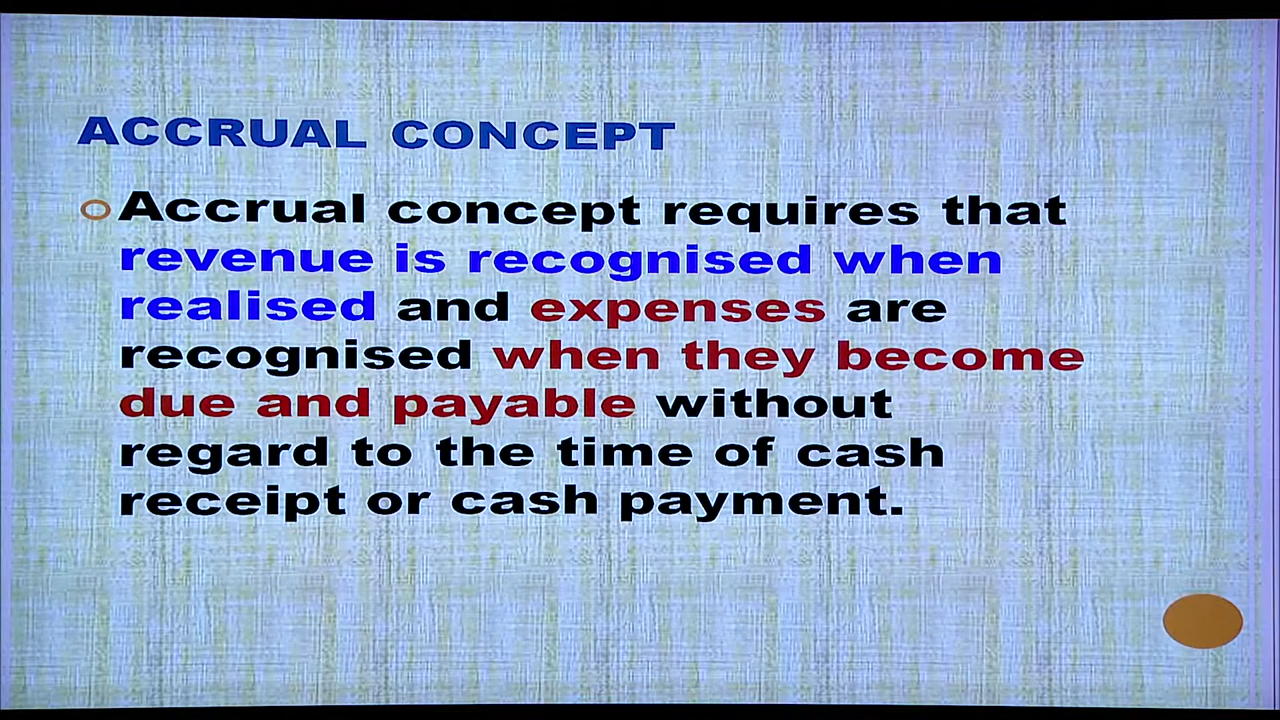 ACCRUAL CONCEPT
Accrual concept requires that
revenue is recognised when
realised and expenses are
recognised when they become
due and payable without
regard to the time of cash
receipt or cash payment.